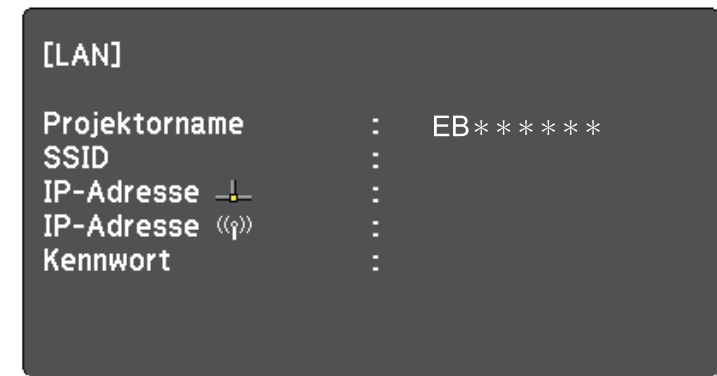 [LAN]
Projektorname : EB******
SSID :
IP-Adresse :
IP-Adresse :
Kennwort :